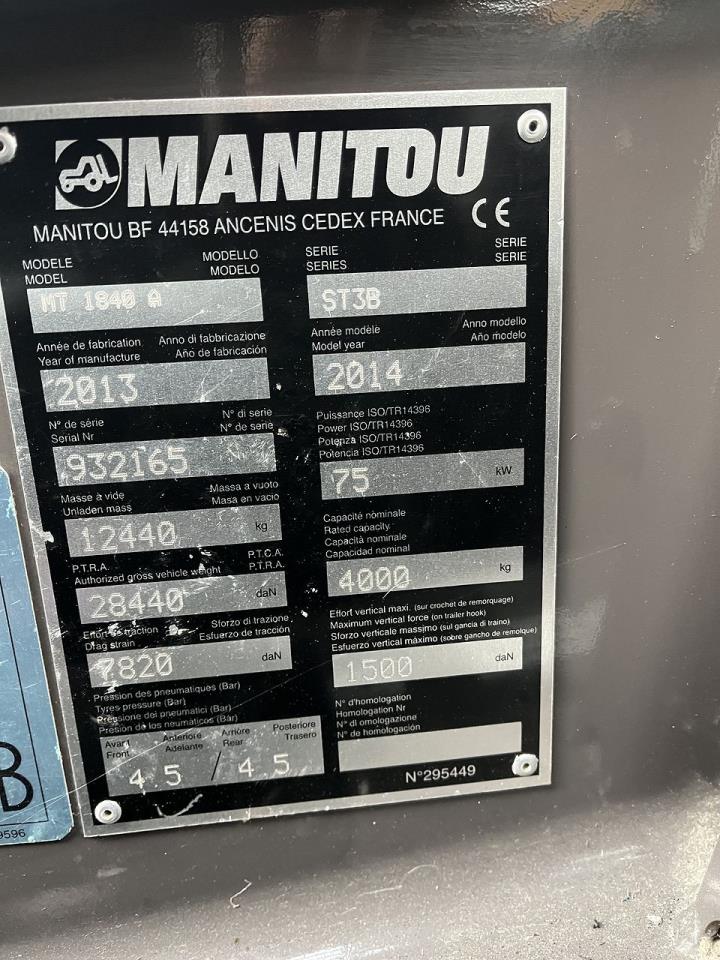 MANITOU
MANITOU BF 44158 ANCENIS CEDEX FRANCE CE
MODELE MODELLO
MODEL MODELO
MT 1840 A
SERIE SERIE
SERIES SERIE
ST3B
Année de fabrication Anno di fabbricazione
Year of manufacture Año de fabricación
2013
Année modèle Anno modello
Model year Año modelo
2014
N° de série N° di serie
Serial Nr N° de serie
932165
Puissance ISO/TR14396
Power ISO/TR14396
Potenza ISO/TR14396
Potencia ISO/TR14396
75 kW
Masse à vide Massa a vuoto
Unladen mass Masa en vacio
12440 kg
Capacité nominale
Rated capacity
Capacità nominale
Capacidad nominal
4000 kg
P.T.R.A. P.T.C.A.
Authorized gross vehicle weight P.T.R.A.
28440 daN
Effort vertical maxi. (sur crochet de remorquage)
Maximum vertical force (on trailer hook)
Sforzo verticale massimo (sul gancia di traino)
Esfuerzo vertical máximo (sobre gancho de remolque)
1500 daN
Effort de traction Sforzo di trazione
Drag strain Esfuerzo de tracción
7820 daN
Pression des pneumatiques (Bar)
Tyres pressure (Bar)
Pressione dei pneumatici (Bar)
Presión de los neumáticos (Bar)
Avant Anteriore Arrière Posteriore
Front Adelante Rear Trasero
4.5 / 4.5
N° d'homologation
Homologation Nr
N° di omologazione
N° de homologación
N°295449
B
9596